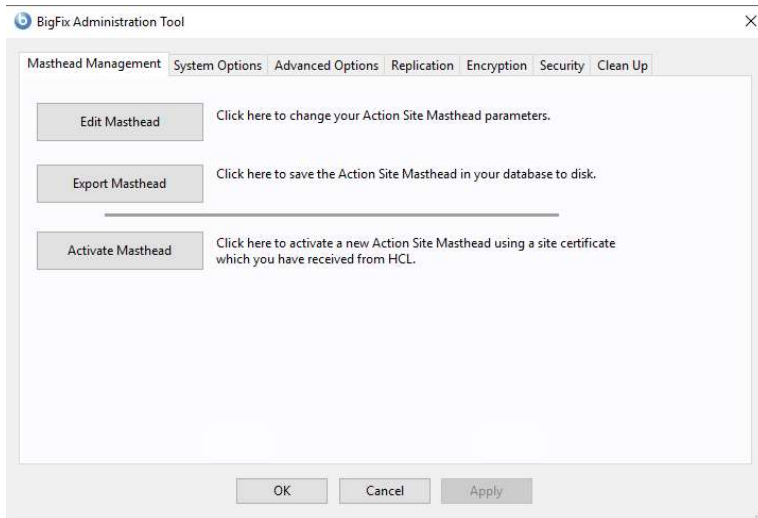 BigFix Administration Tool
Masthead Management System Options Advanced Options Replication Encryption Security Clean Up
Edit Masthead Click here to change your Action Site Masthead parameters.
Export Masthead Click here to save the Action Site Masthead in your database to disk.
Activate Masthead Click here to activate a new Action Site Masthead using a site certificate
which you have received from HCL.
OK Cancel Apply